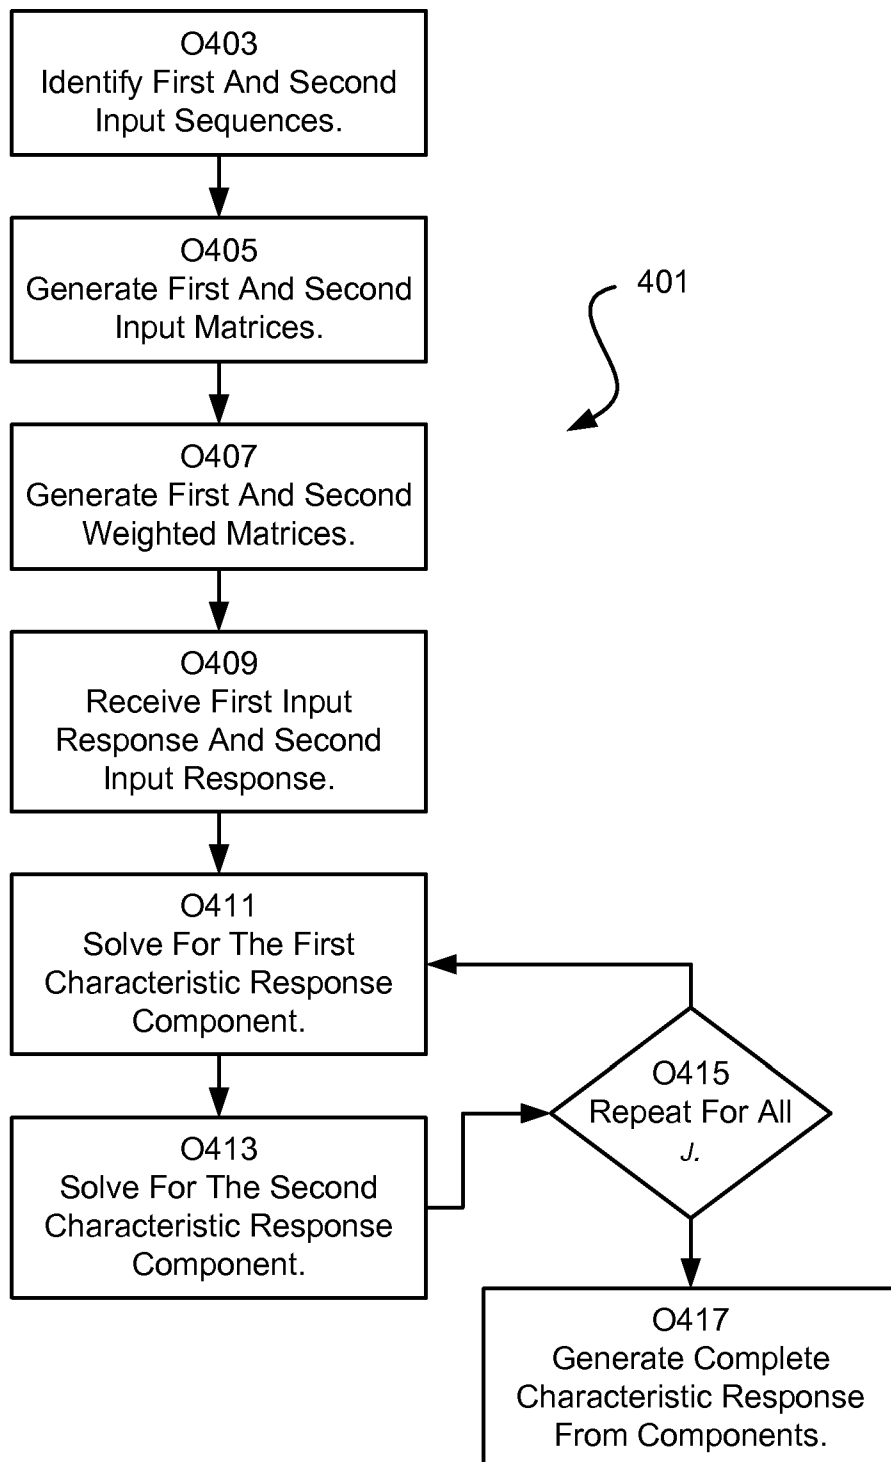 O403
Identify First And Second
Input Sequences.
O405
Generate First And Second
Input Matrices.
401
O407
Generate First And Second
Weighted Matrices.
O409
Receive First Input
Response And Second
Input Response.
O411
Solve For The First
Characteristic Response
Component.
O413
Solve For The Second
Characteristic Response
Component.
O415
Repeat For All
J.
O417
Generate Complete
Characteristic Response
From Components.